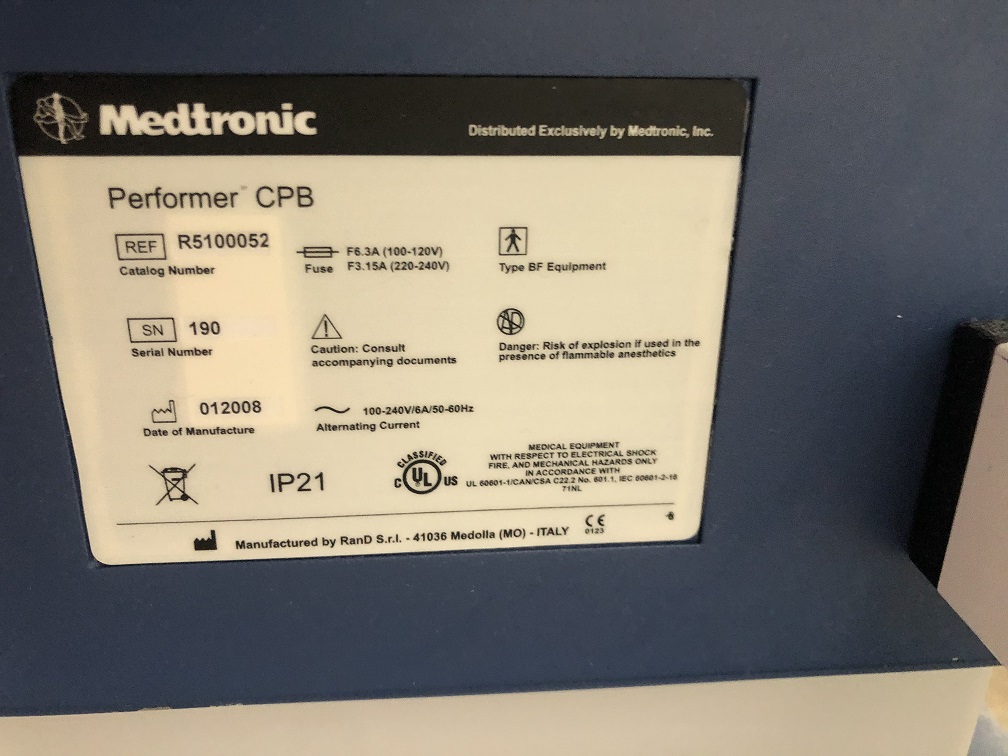 Medtronic
Distributed Exclusively by Medtronic, Inc.
Performer™ CPB
REF R5100052
Catalog Number
F6.3A (100-120V)
Fuse F3.15A (220-240V)
Type BF Equipment
SN 190
Serial Number
Caution: Consult
accompanying documents
Danger: Risk of explosion if used in the
presence of flammable anesthetics
012008
Date of Manufacture
100-240V/6A/50-60Hz
Alternating Current
IP21
CLASSIFIED
C UL US
MEDICAL EQUIPMENT
WITH RESPECT TO ELECTRICAL SHOCK
FIRE, AND MECHANICAL HAZARDS ONLY
IN ACCORDANCE WITH
UL 60601-1/CAN/CSA C22.2 No. 601.1, IEC 60601-2-16
71NL
Manufactured by RanD S.r.l. - 41036 Medolla (MO) - ITALY
CE
0123